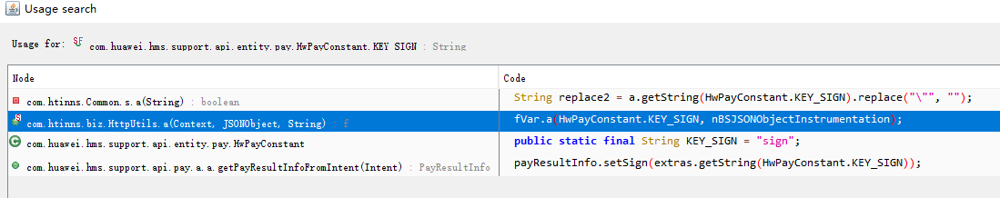 Usage search
Usage for: SF com.huawei.hms.support.api.entity.pay.HwPayConstant.KEY_SIGN : String
Node Code
com.htinns.Common.s.a(String) : boolean String replace2 = a.getString(HwPayConstant.KEY_SIGN).replace("\"", "");
com.htinns.biz.HttpUtils.a(Context, JSONObject, String) : f fVar.a(HwPayConstant.KEY_SIGN, nBSJSONObjectInstrumentation);
com.huawei.hms.support.api.entity.pay.HwPayConstant public static final String KEY_SIGN = "sign";
com.huawei.hms.support.api.pay.a.a.getPayResultInfoFromIntent(Intent) : PayResultInfo payResultInfo.setSign(extras.getString(HwPayConstant.KEY_SIGN));